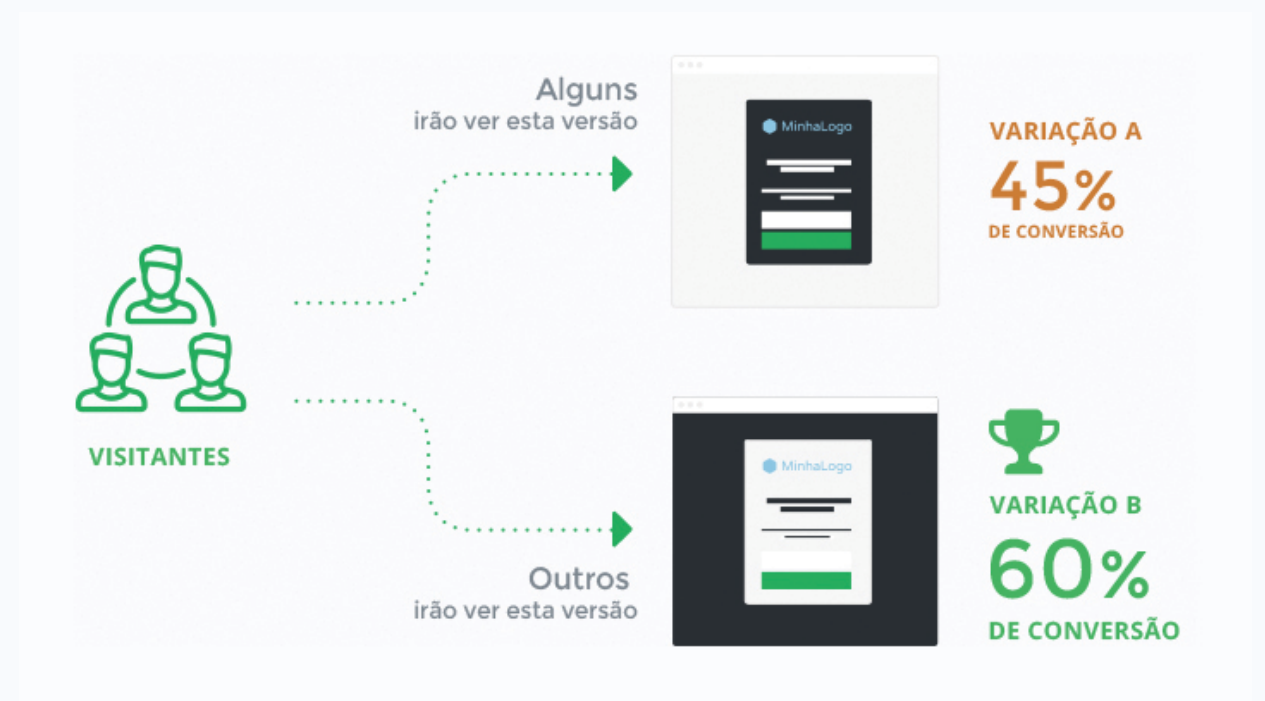 Alguns
irão ver esta versão
MinhaLogo
VARIAÇÃO A
45%
DE CONVERSÃO
VISITANTES
Outros
irão ver esta versão
MinhaLogo
VARIAÇÃO B
60%
DE CONVERSÃO